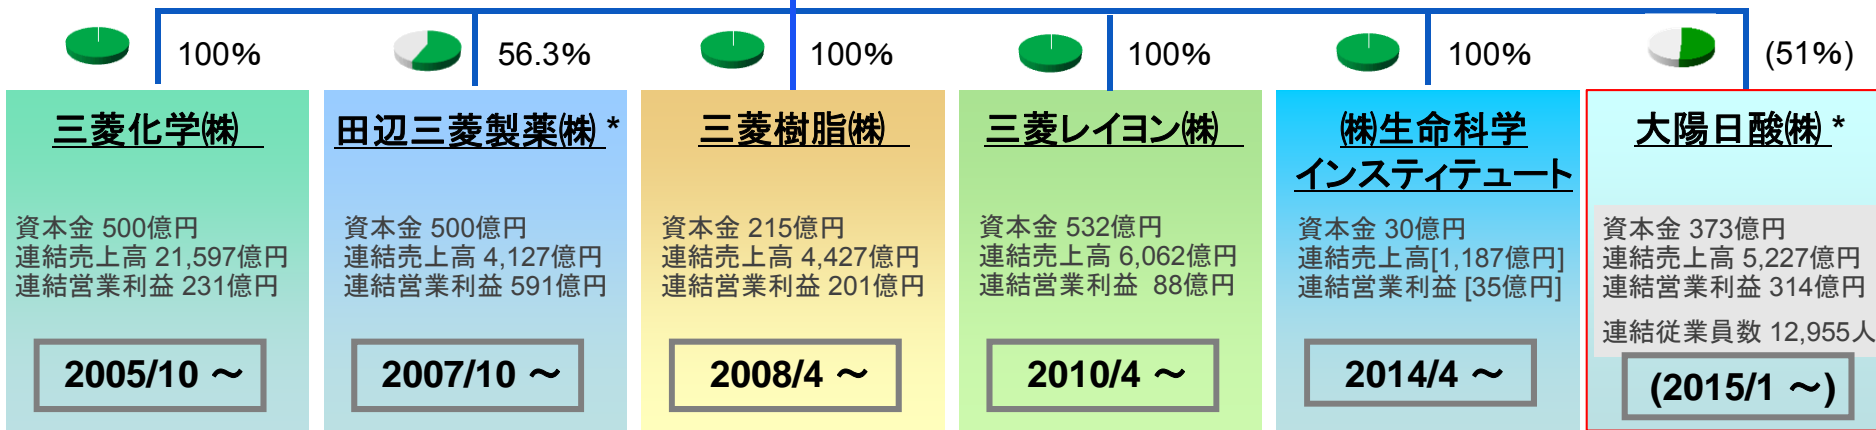 100%
三菱化学㈱
資本金 500億円
連結売上高 21,597億円
連結営業利益 231億円
2005/10 ～
56.3%
田辺三菱製薬㈱ *
資本金 500億円
連結売上高 4,127億円
連結営業利益 591億円
2007/10 ～
100%
三菱樹脂㈱
資本金 215億円
連結売上高 4,427億円
連結営業利益 201億円
2008/4 ～
100%
三菱レイヨン㈱
資本金 532億円
連結売上高 6,062億円
連結営業利益 88億円
2010/4 ～
100%
㈱生命科学
インスティテュート
資本金 30億円
連結売上高[1,187億円]
連結営業利益 [35億円]
2014/4 ～
(51%)
大陽日酸㈱ *
資本金 373億円
連結売上高 5,227億円
連結営業利益 314億円
連結従業員数 12,955人
(2015/1 ～)